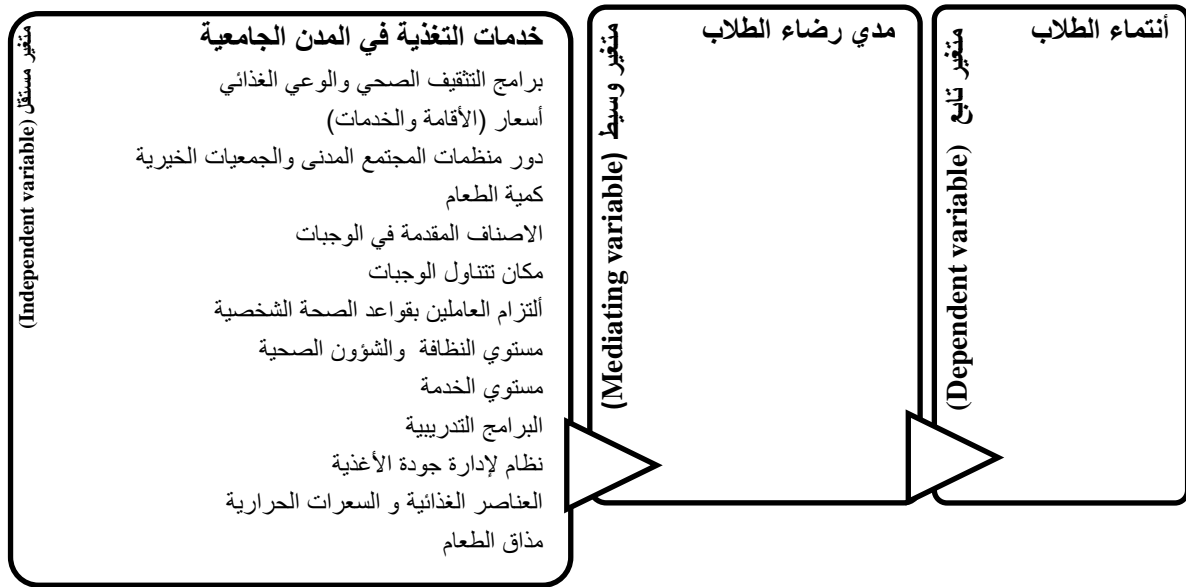 متغير مستقل (Independent variable)
خدمات التغذية في المدن الجامعية
برامج التثقيف الصحي والوعي الغذائي
أسعار (الأقامة والخدمات)
دور منظمات المجتمع المدنى والجمعيات الخيرية
كمية الطعام
الاصناف المقدمة في الوجبات
مكان تتناول الوجبات
ألتزام العاملين بقواعد الصحة الشخصية
مستوي النظافة والشؤون الصحية
مستوي الخدمة
البرامج التدريبية
نظام لإدارة جودة الأغذية
العناصر الغذائية و السعرات الحرارية
مذاق الطعام
متغير وسيط (Mediating variable)
مدي رضاء الطلاب
متغير تابع (Dependent variable)
أنتماء الطلاب